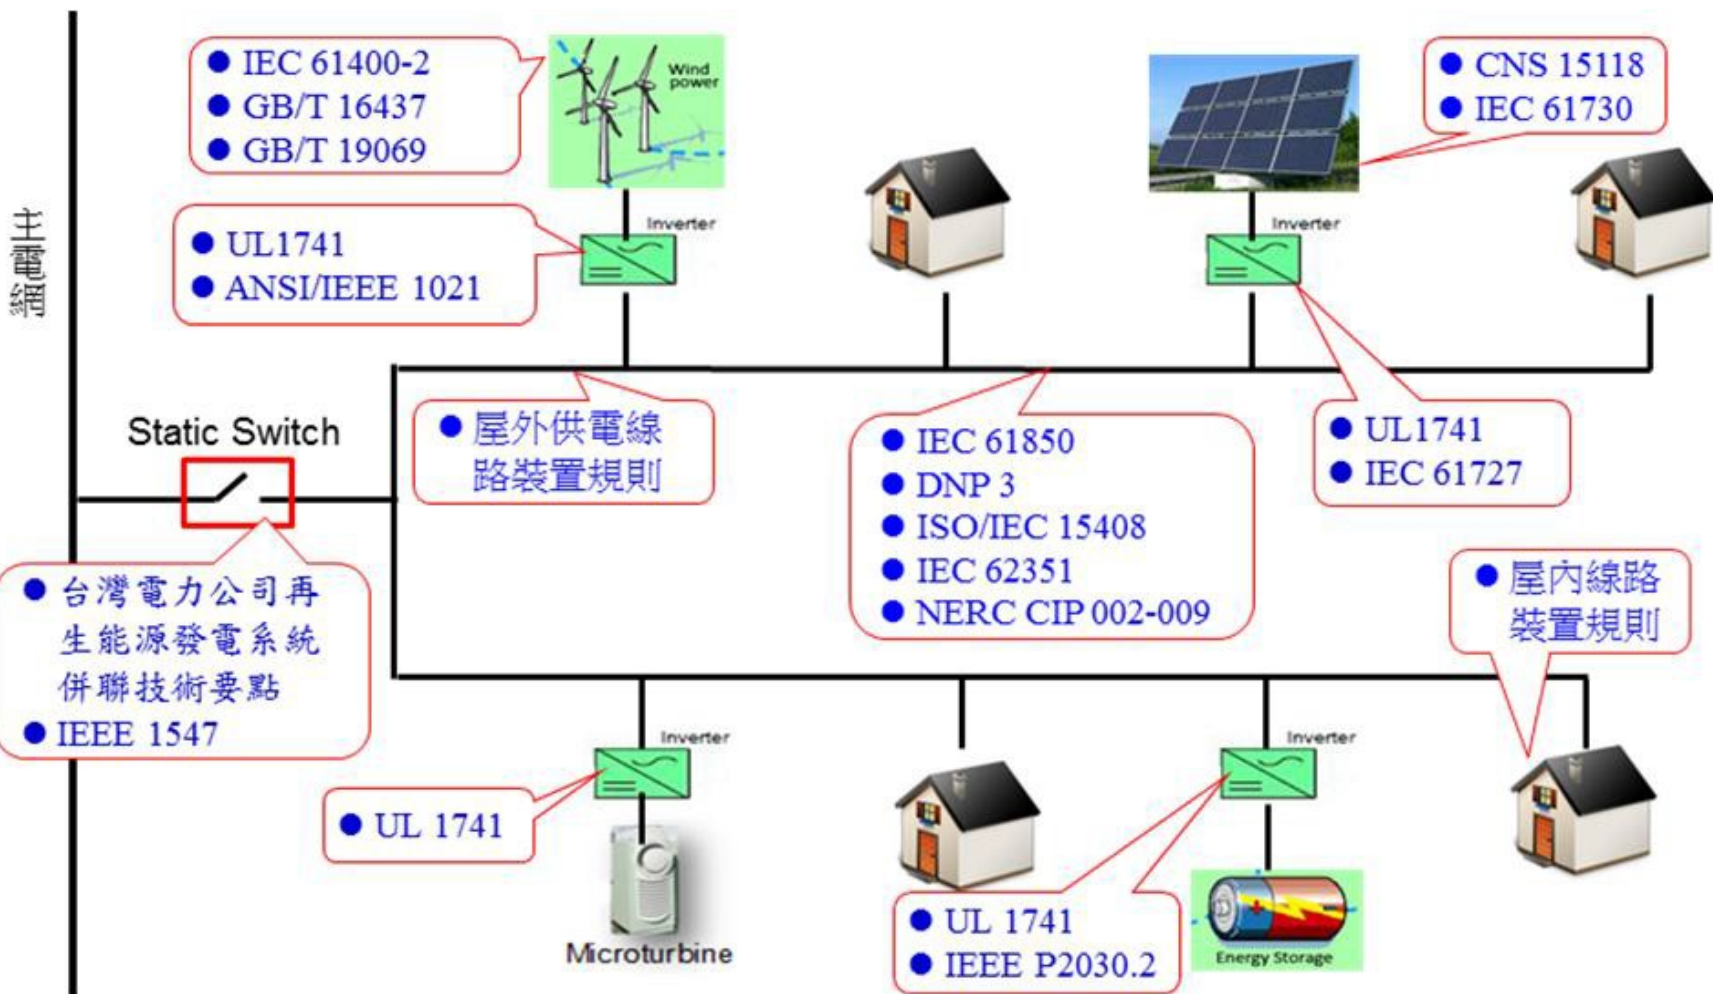 主電網
IEC 61400-2
GB/T 16437
GB/T 19069
Wind
power
CNS 15118
IEC 61730
UL1741
ANSI/IEEE 1021
Inverter
Inverter
屋外供電線
路裝置規則
IEC 61850
DNP 3
ISO/IEC 15408
IEC 62351
NERC CIP 002-009
UL1741
IEC 61727
Static Switch
台灣電力公司再
生能源發電系統
併聯技術要點
IEEE 1547
屋內線路
裝置規則
Inverter
UL 1741
Microturbine
Inverter
UL 1741
IEEE P2030.2
Energy Storage